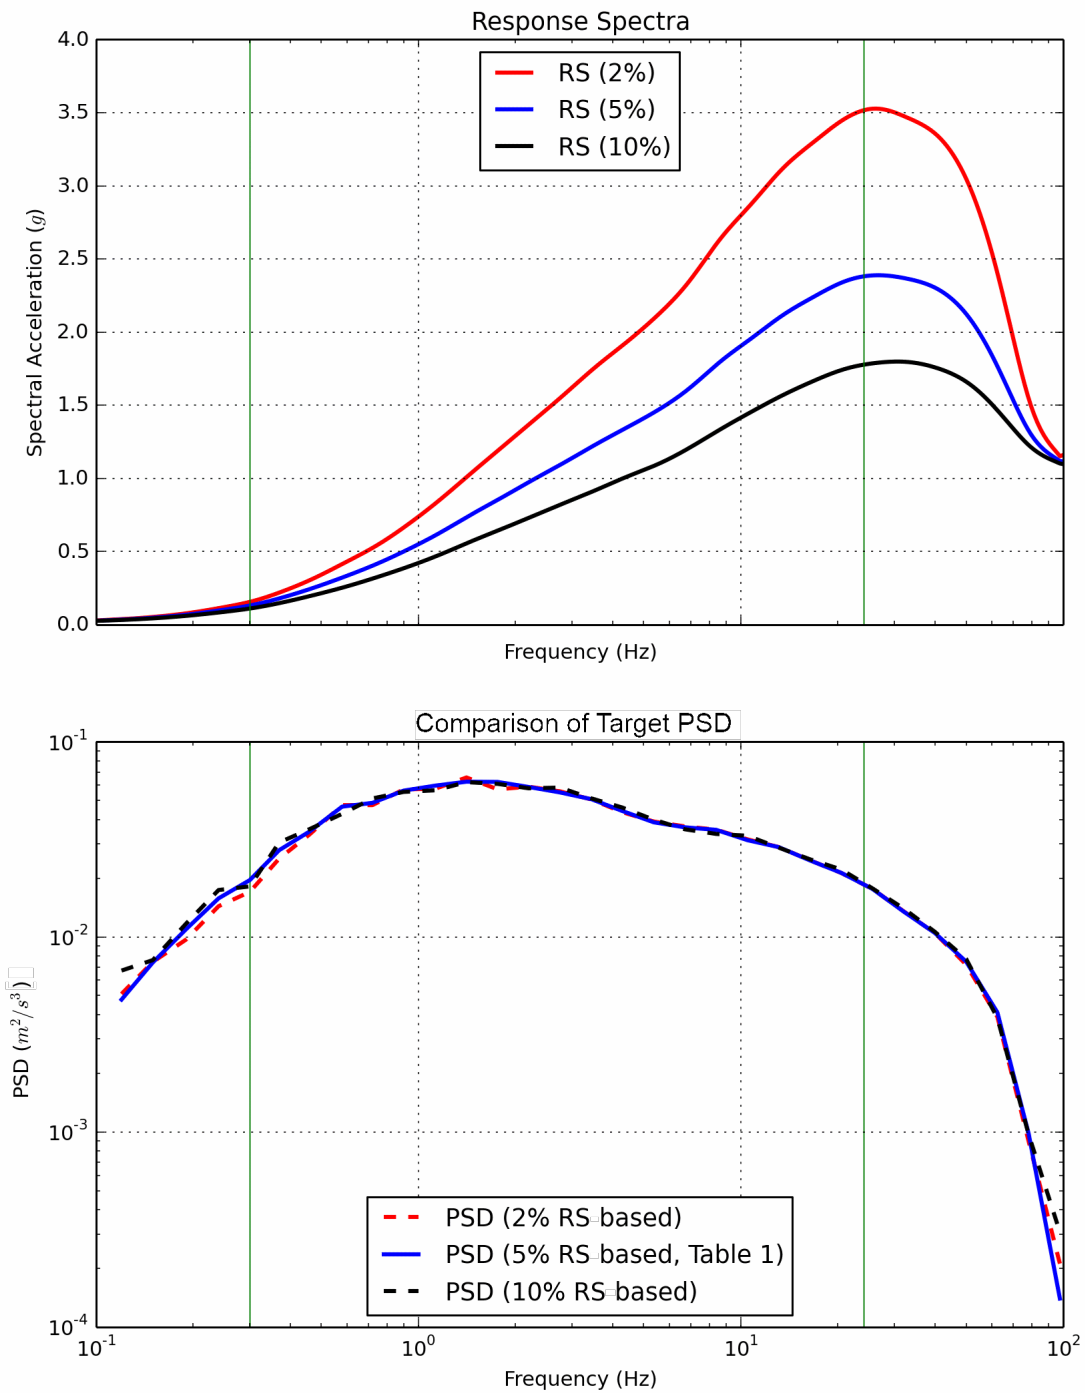 Response Spectra
4.0
3.5
3.0
2.5
2.0
1.5
1.0
0.5
0.0
Spectral Acceleration (g)
RS (2%)
RS (5%)
RS (10%)
Frequency (Hz)
Comparison of Target PSD
10^-1
10^-2
10^-3
10^-4
PSD (m^2/s^3)
PSD (2% RS-based)
PSD (5% RS-based, Table 1)
PSD (10% RS-based)
10^-1
10^0
10^1
10^2
Frequency (Hz)